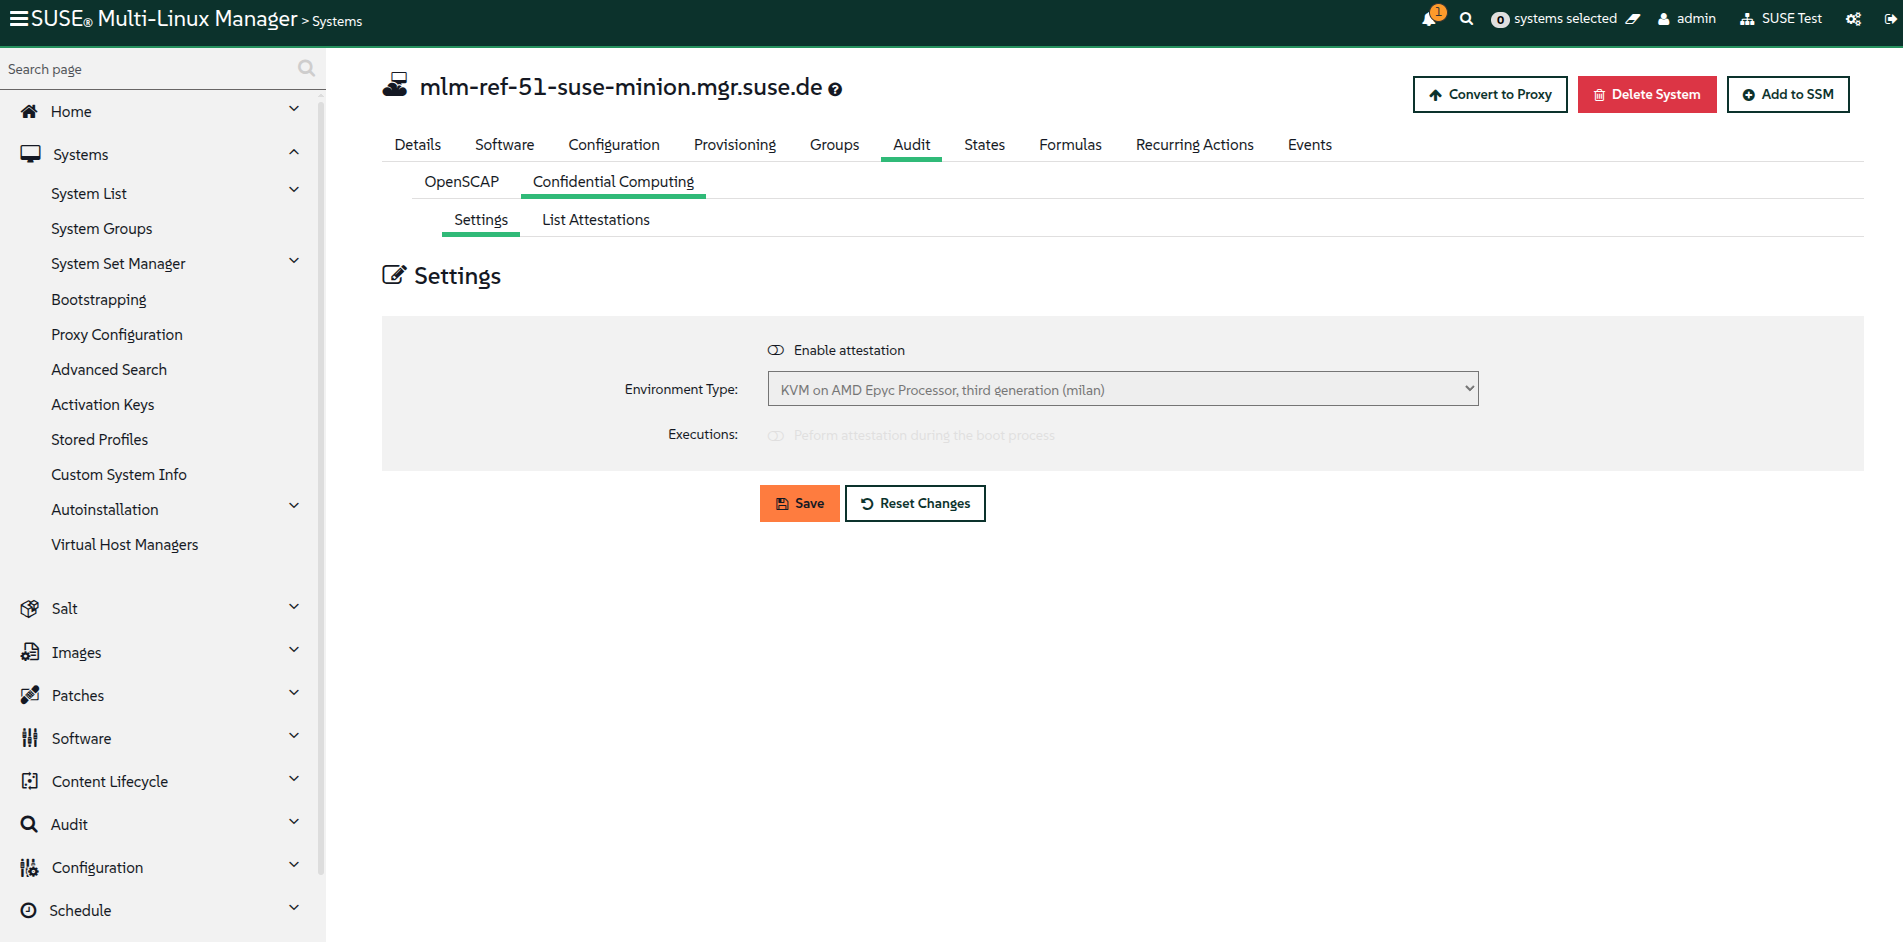 SUSE® Multi-Linux Manager > Systems
1
0 systems selected
admin
SUSE Test
Search page
Home
Systems
System List
System Groups
System Set Manager
Bootstrapping
Proxy Configuration
Advanced Search
Activation Keys
Stored Profiles
Custom System Info
Autoinstallation
Virtual Host Managers
Salt
Images
Patches
Software
Content Lifecycle
Audit
Configuration
Schedule
mlm-ref-51-suse-minion.mgr.suse.de ?
Convert to Proxy
Delete System
Add to SSM
Details Software Configuration Provisioning Groups Audit States Formulas Recurring Actions Events
OpenSCAP Confidential Computing
Settings List Attestations
Settings
Enable attestation
Environment Type: KVM on AMD Epyc Processor, third generation (milan)
Executions: Peform attestation during the boot process
Save Reset Changes